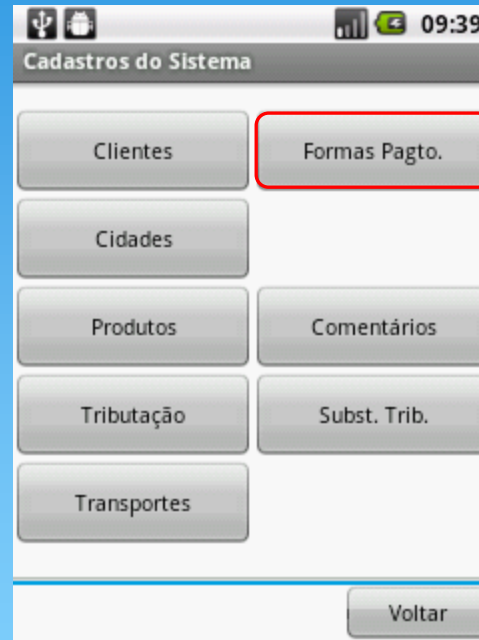 09:39
Cadastros do Sistema
Clientes
Formas Pagto.
Cidades
Produtos
Comentários
Tributação
Subst. Trib.
Transportes
Voltar